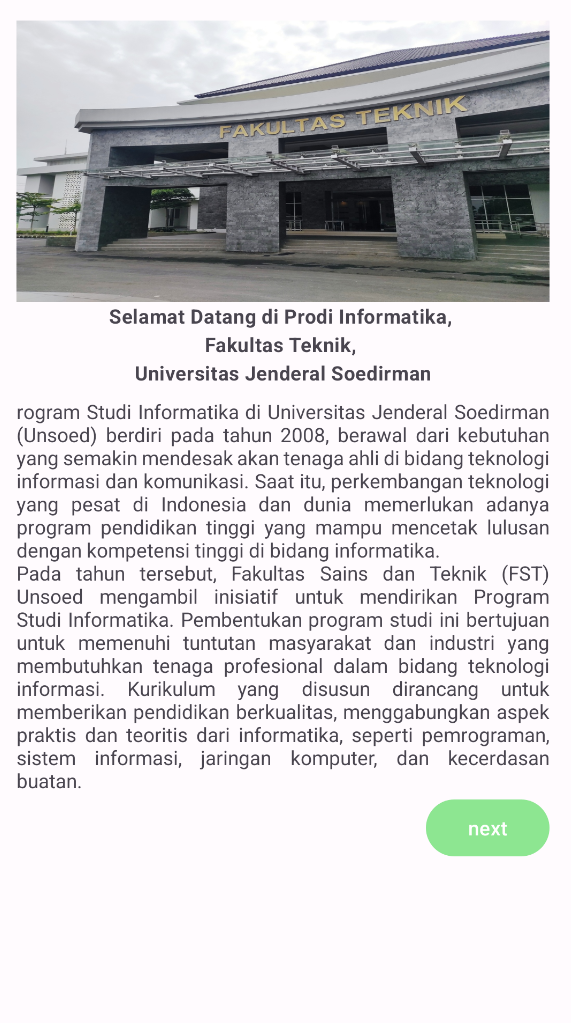 FAKULTAS TEKNIK
Selamat Datang di Prodi Informatika,
Fakultas Teknik,
Universitas Jenderal Soedirman
rogram Studi Informatika di Universitas Jenderal Soedirman
(Unsoed) berdiri pada tahun 2008, berawal dari kebutuhan
yang semakin mendesak akan tenaga ahli di bidang teknologi
informasi dan komunikasi. Saat itu, perkembangan teknologi
yang pesat di Indonesia dan dunia memerlukan adanya
program pendidikan tinggi yang mampu mencetak lulusan
dengan kompetensi tinggi di bidang informatika.
Pada tahun tersebut, Fakultas Sains dan Teknik (FST)
Unsoed mengambil inisiatif untuk mendirikan Program
Studi Informatika. Pembentukan program studi ini bertujuan
untuk memenuhi tuntutan masyarakat dan industri yang
membutuhkan tenaga profesional dalam bidang teknologi
informasi. Kurikulum yang disusun dirancang untuk
memberikan pendidikan berkualitas, menggabungkan aspek
praktis dan teoritis dari informatika, seperti pemrograman,
sistem informasi, jaringan komputer, dan kecerdasan
buatan.
next